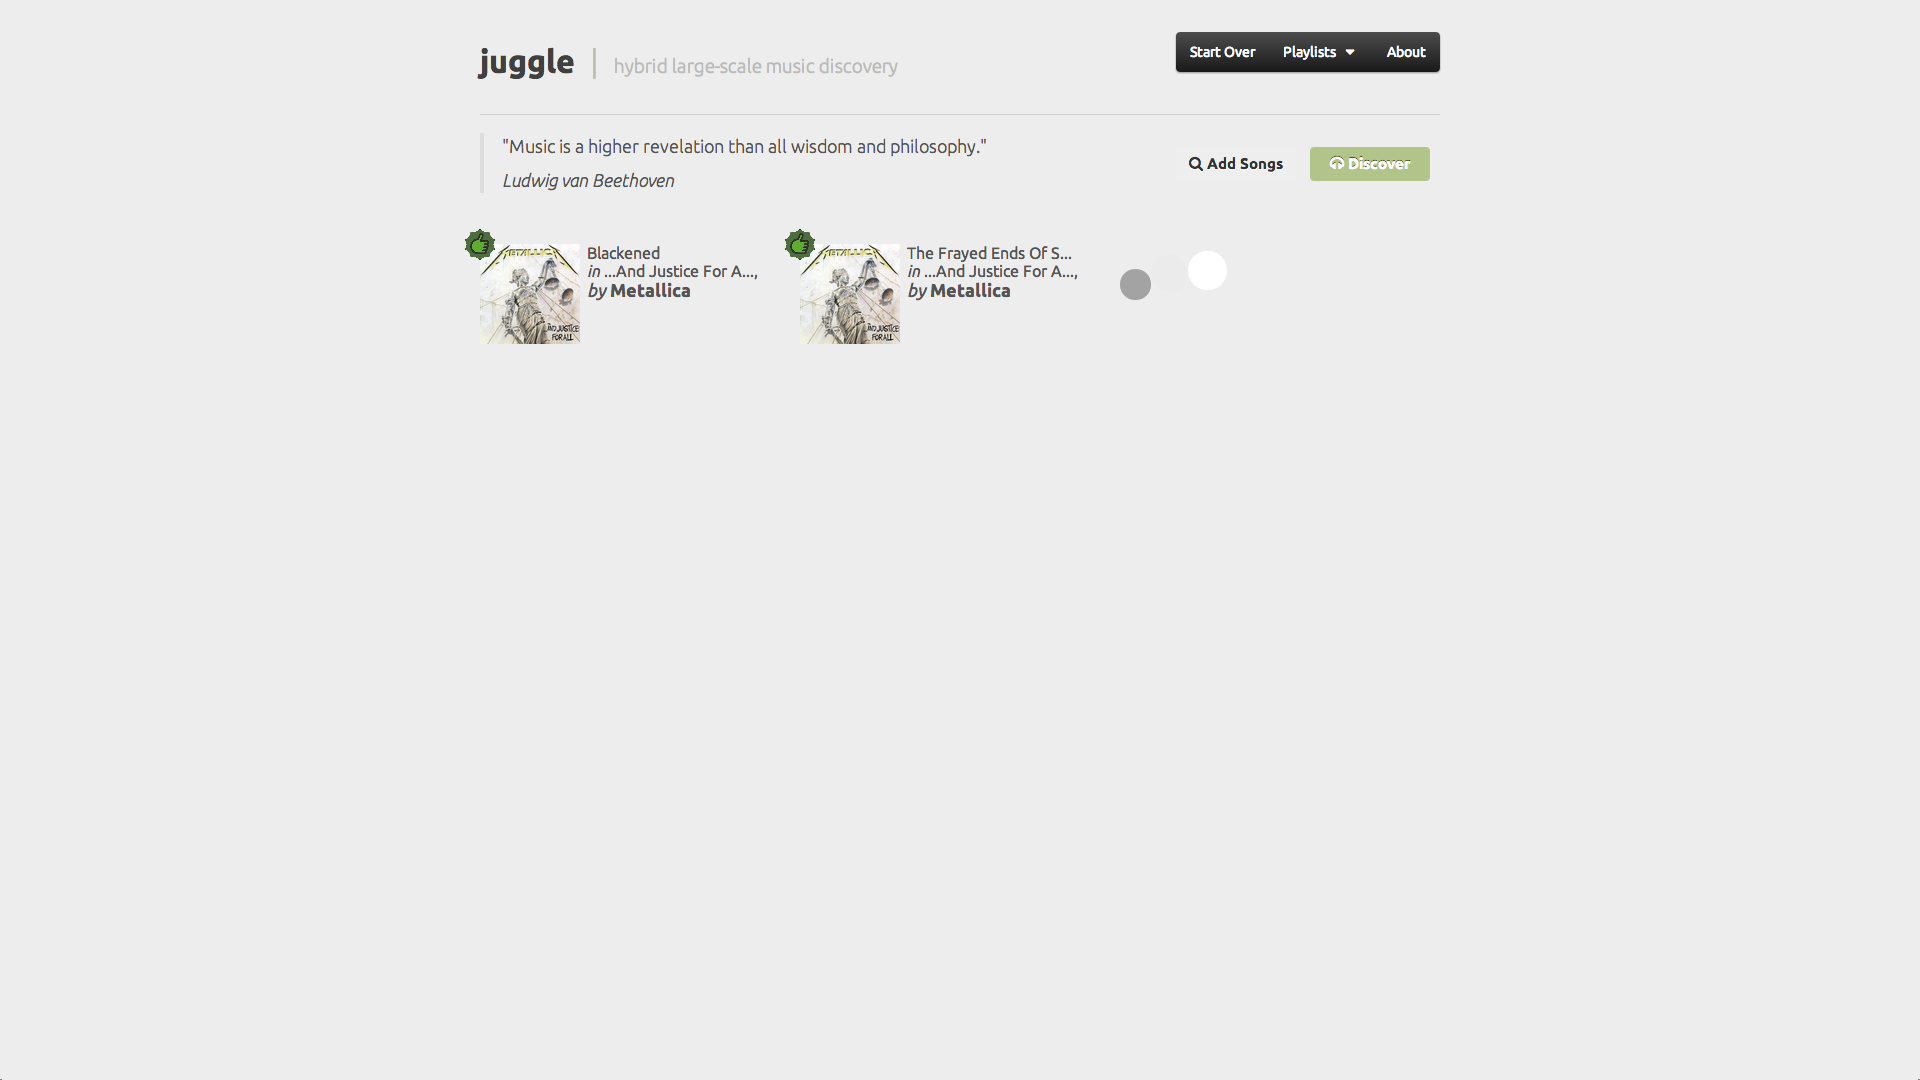 juggle
hybrid large-scale music discovery
Start Over
Playlists
About
"Music is a higher revelation than all wisdom and philosophy."
Ludwig van Beethoven
Add Songs
Discover
METALLICA
AND JUSTICE
FOR ALL
Blackened
in ...And Justice For A...,
by Metallica
METALLICA
AND JUSTICE
FOR ALL
The Frayed Ends Of S...
in ...And Justice For A...,
by Metallica